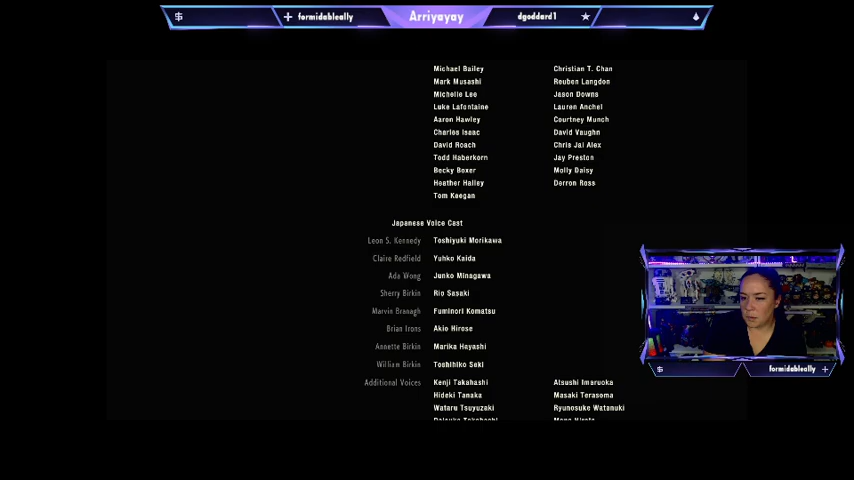 $
+ formidableally
Arriyayay
dgoddard1
Michael Bailey Christian T. Chan
Mark Musashi Reuben Langdon
Michelle Lee Jason Downs
Luke Lafontaine Lauren Anchel
Aaron Hawley Courtney Munch
Charles Isaac David Vaughn
David Roach Chris Jai Alex
Todd Haberkorn Jay Preston
Becky Boxer Molly Daisy
Heather Halley Derron Ross
Tom Keegan
Japanese Voice Cast
Leon S. Kennedy Toshiyuki Morikawa
Claire Redfield Yuhko Kaida
Ada Wong Junko Minagawa
Sherry Birkin Rio Sasaki
Marvin Branagh Fuminori Komatsu
Brian Irons Akio Hirose
Annette Birkin Marika Hayashi
William Birkin Toshihiko Seki
Additional Voices Kenji Takahashi Atsushi Imaruoka
Hideki Tanaka Masaki Terasoma
Wataru Tsuyuzaki Ryunosuke Watanuki
$
formidableally +